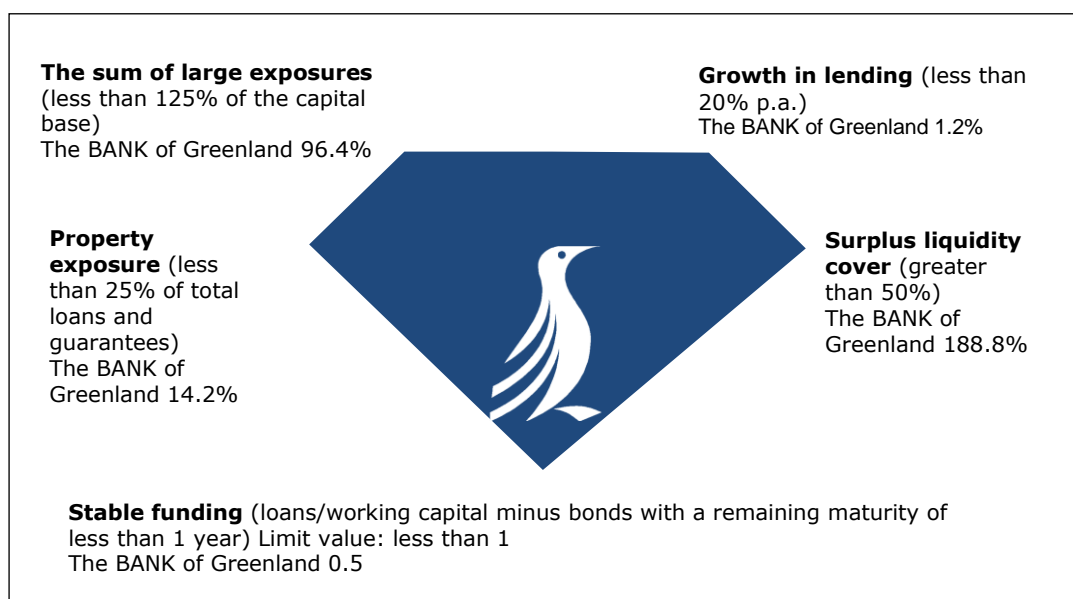 The sum of large exposures
(less than 125% of the capital
base)
The BANK of Greenland 96.4%
Growth in lending (less than
20% p.a.)
The BANK of Greenland 1.2%
Property
exposure (less
than 25% of total
loans and
guarantees)
The BANK of
Greenland 14.2%
Surplus liquidity
cover (greater
than 50%)
The BANK of
Greenland 188.8%
Stable funding (loans/working capital minus bonds with a remaining maturity of
less than 1 year) Limit value: less than 1
The BANK of Greenland 0.5